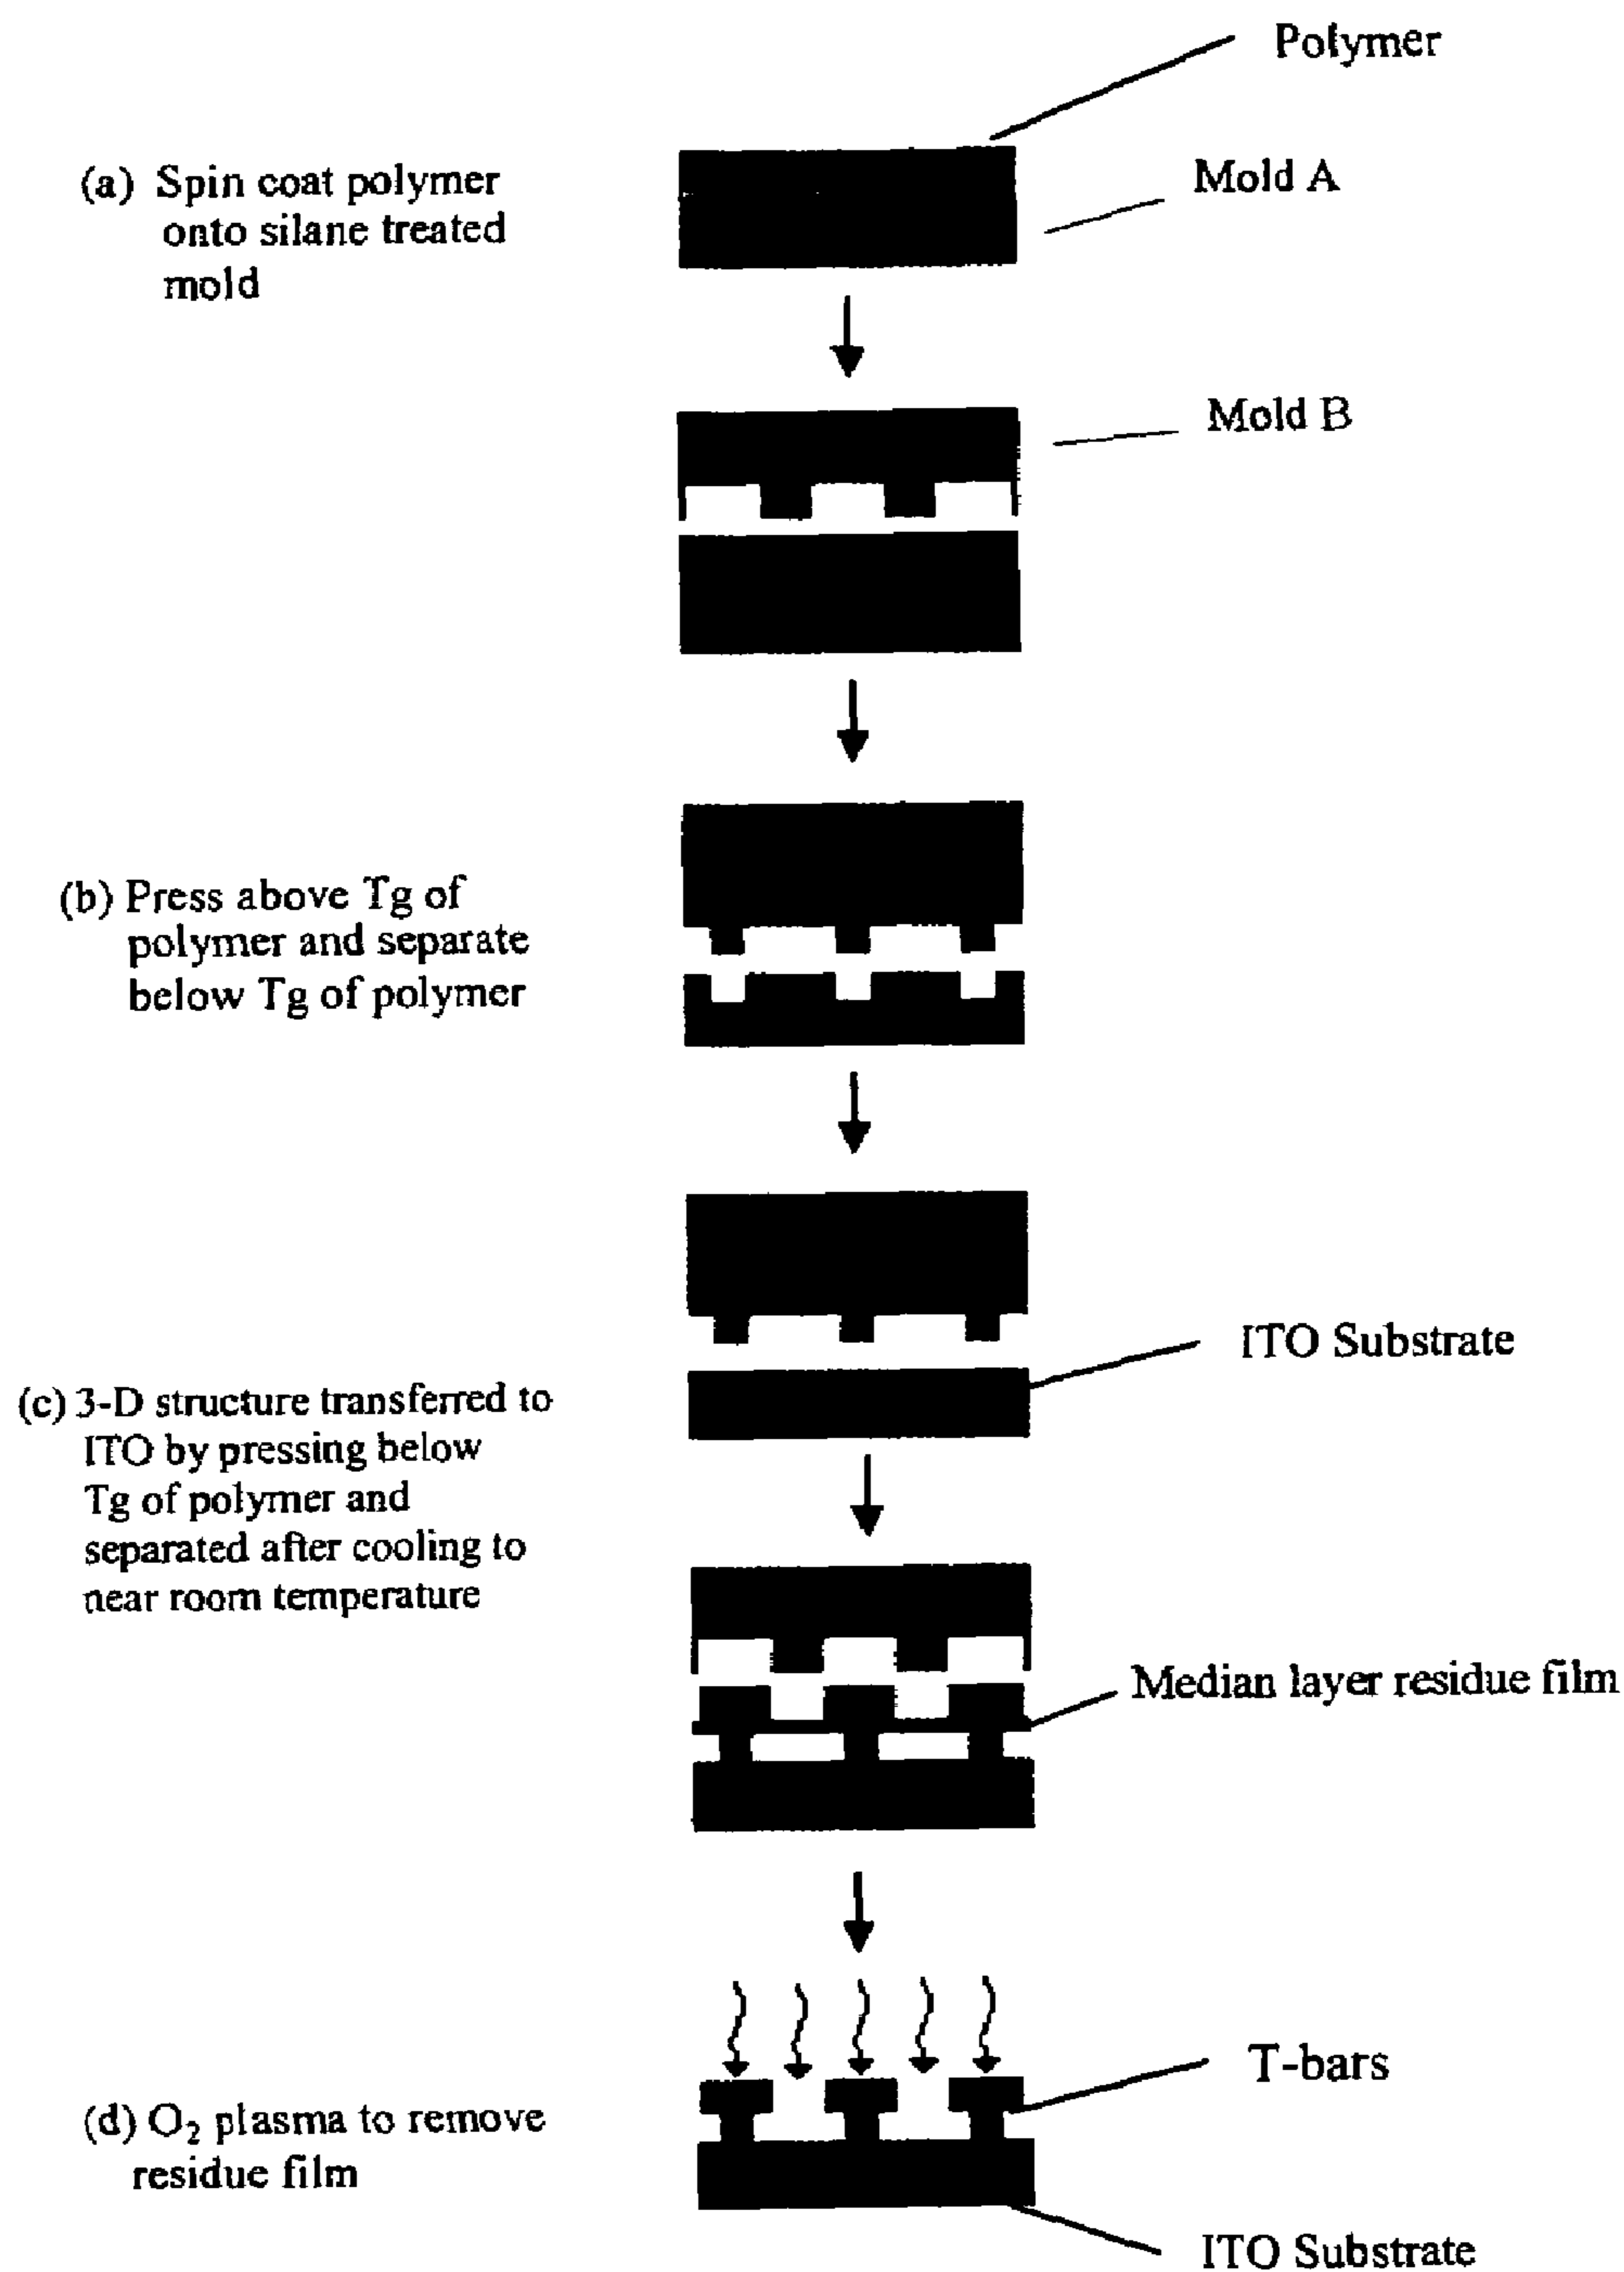 Polymer
(a) Spin coat polymer
onto silane treated
mold
Mold A
Mold B
(b) Press above Tg of
polymer and separate
below Tg of polymer
ITO Substrate
(c) 3-D structure transferred to
ITO by pressing below
Tg of polymer and
separated after cooling to
near room temperature
Median layer residue film
T-bars
(d) O₂ plasma to remove
residue film
ITO Substrate